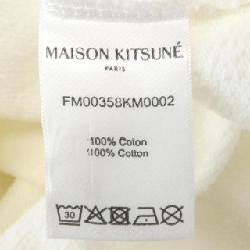 MAISON KITSUNÉ
PARIS
FM00358KM0002
100% Coton
100% Cotton
30